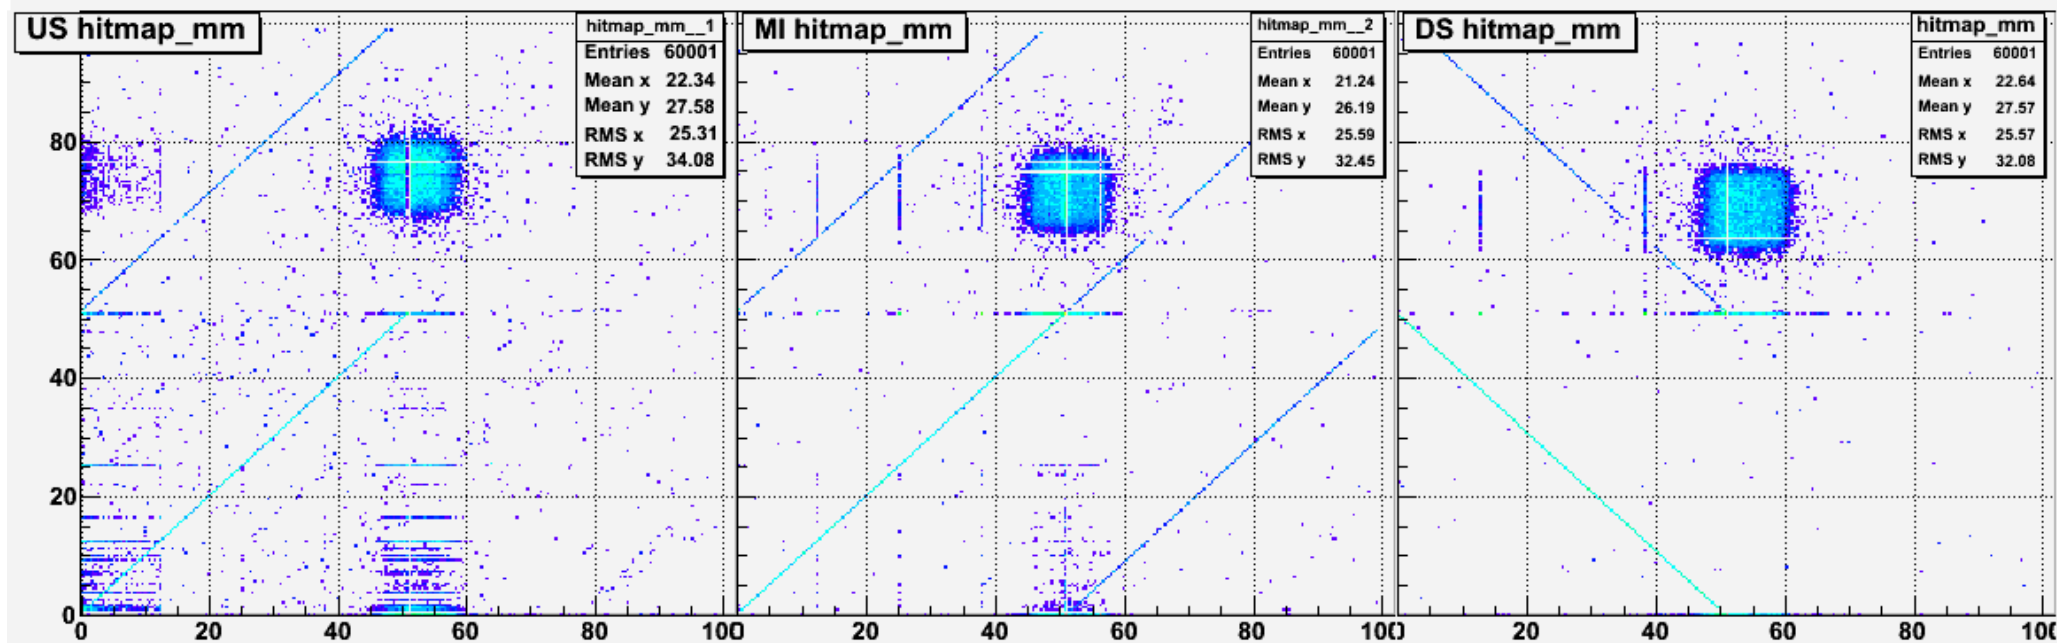 US hitmap_mm
hitmap_mm__1
Entries 60001
Mean x 22.34
Mean y 27.58
RMS x 25.31
RMS y 34.08
80
60
40
20
0
0 20 40 60 80 100
MI hitmap_mm
hitmap_mm__2
Entries 60001
Mean x 21.24
Mean y 26.19
RMS x 25.59
RMS y 32.45
20 40 60 80 100
DS hitmap_mm
hitmap_mm
Entries 60001
Mean x 22.64
Mean y 27.57
RMS x 25.57
RMS y 32.08
20 40 60 80 100